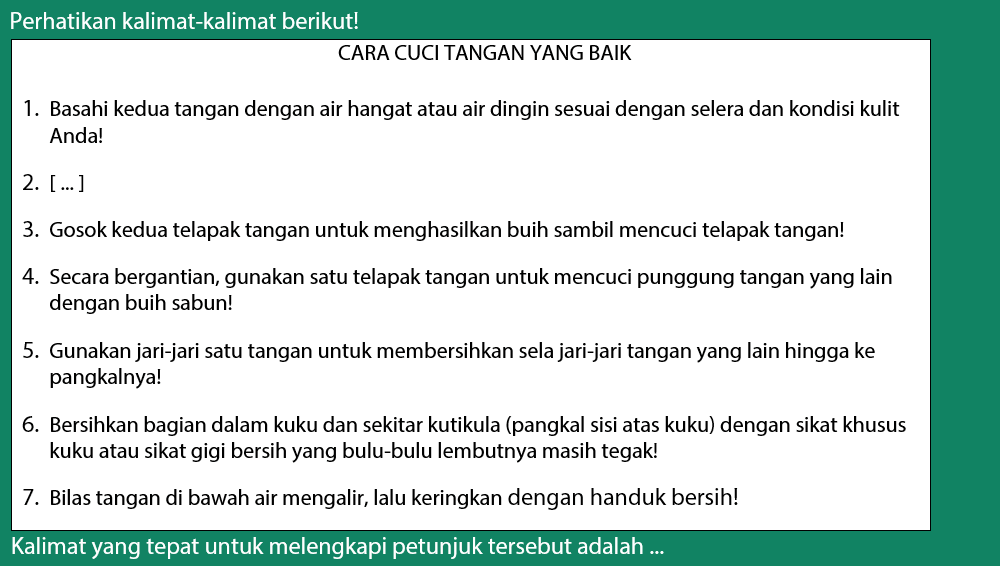 Perhatikan kalimat-kalimat berikut!
CARA CUCI TANGAN YANG BAIK
1. Basahi kedua tangan dengan air hangat atau air dingin sesuai dengan selera dan kondisi kulit
Anda!
2. [ ... ]
3. Gosok kedua telapak tangan untuk menghasilkan buih sambil mencuci telapak tangan!
4. Secara bergantian, gunakan satu telapak tangan untuk mencuci punggung tangan yang lain
dengan buih sabun!
5. Gunakan jari-jari satu tangan untuk membersihkan sela jari-jari tangan yang lain hingga ke
pangkalnya!
6. Bersihkan bagian dalam kuku dan sekitar kutikula (pangkal sisi atas kuku) dengan sikat khusus
kuku atau sikat gigi bersih yang bulu-bulu lembutnya masih tegak!
7. Bilas tangan di bawah air mengalir, lalu keringkan dengan handuk bersih!
Kalimat yang tepat untuk melengkapi petunjuk tersebut adalah ...